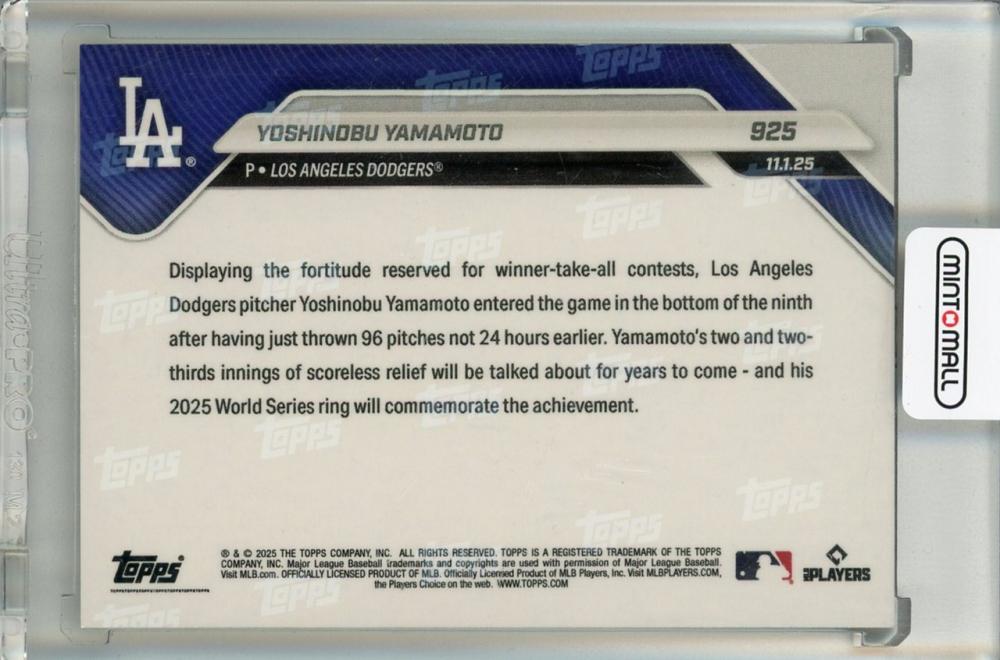 LA®
YOSHINOBU YAMAMOTO
925
P • LOS ANGELES DODGERS®
11.1.25
Displaying the fortitude reserved for winner-take-all contests, Los Angeles
Dodgers pitcher Yoshinobu Yamamoto entered the game in the bottom of the ninth
after having just thrown 96 pitches not 24 hours earlier. Yamamoto's two and two-
thirds innings of scoreless relief will be talked about for years to come - and his
2025 World Series ring will commemorate the achievement.
MINTOMALL
Ultra·PRO®
Topps®
® & © 2025 THE TOPPS COMPANY, INC. ALL RIGHTS RESERVED. TOPPS IS A REGISTERED TRADEMARK OF THE TOPPS
COMPANY, INC. Major League Baseball trademarks and copyrights are used with permission of Major League Baseball.
Visit MLB.com. OFFICIALLY LICENSED PRODUCT OF MLB. Officially Licensed Product of MLB Players, Inc. Visit MLBPLAYERS.COM,
the Players Choice on the web. WWW.TOPPS.COM
MLBPLAYERS